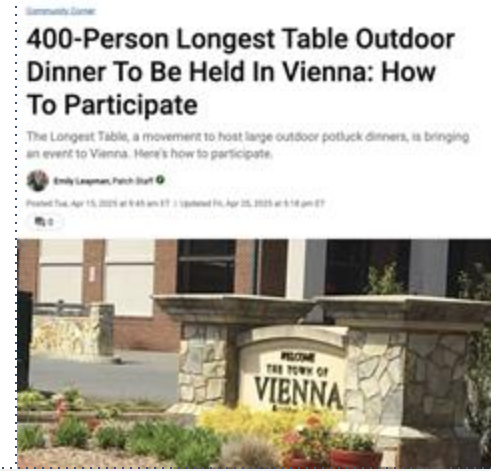 Community Corner
400-Person Longest Table Outdoor
Dinner To Be Held In Vienna: How
To Participate
The Longest Table, a movement to host large outdoor potluck dinners, is bringing
an event to Vienna. Here's how to participate.
Emily Leayman, Patch Staff
Posted Tue, Apr 15, 2025 at 9:45 am ET | Updated Fri, Apr 25, 2025 at 5:18 pm ET
0
WELCOME
THE TOWN OF
VIENNA